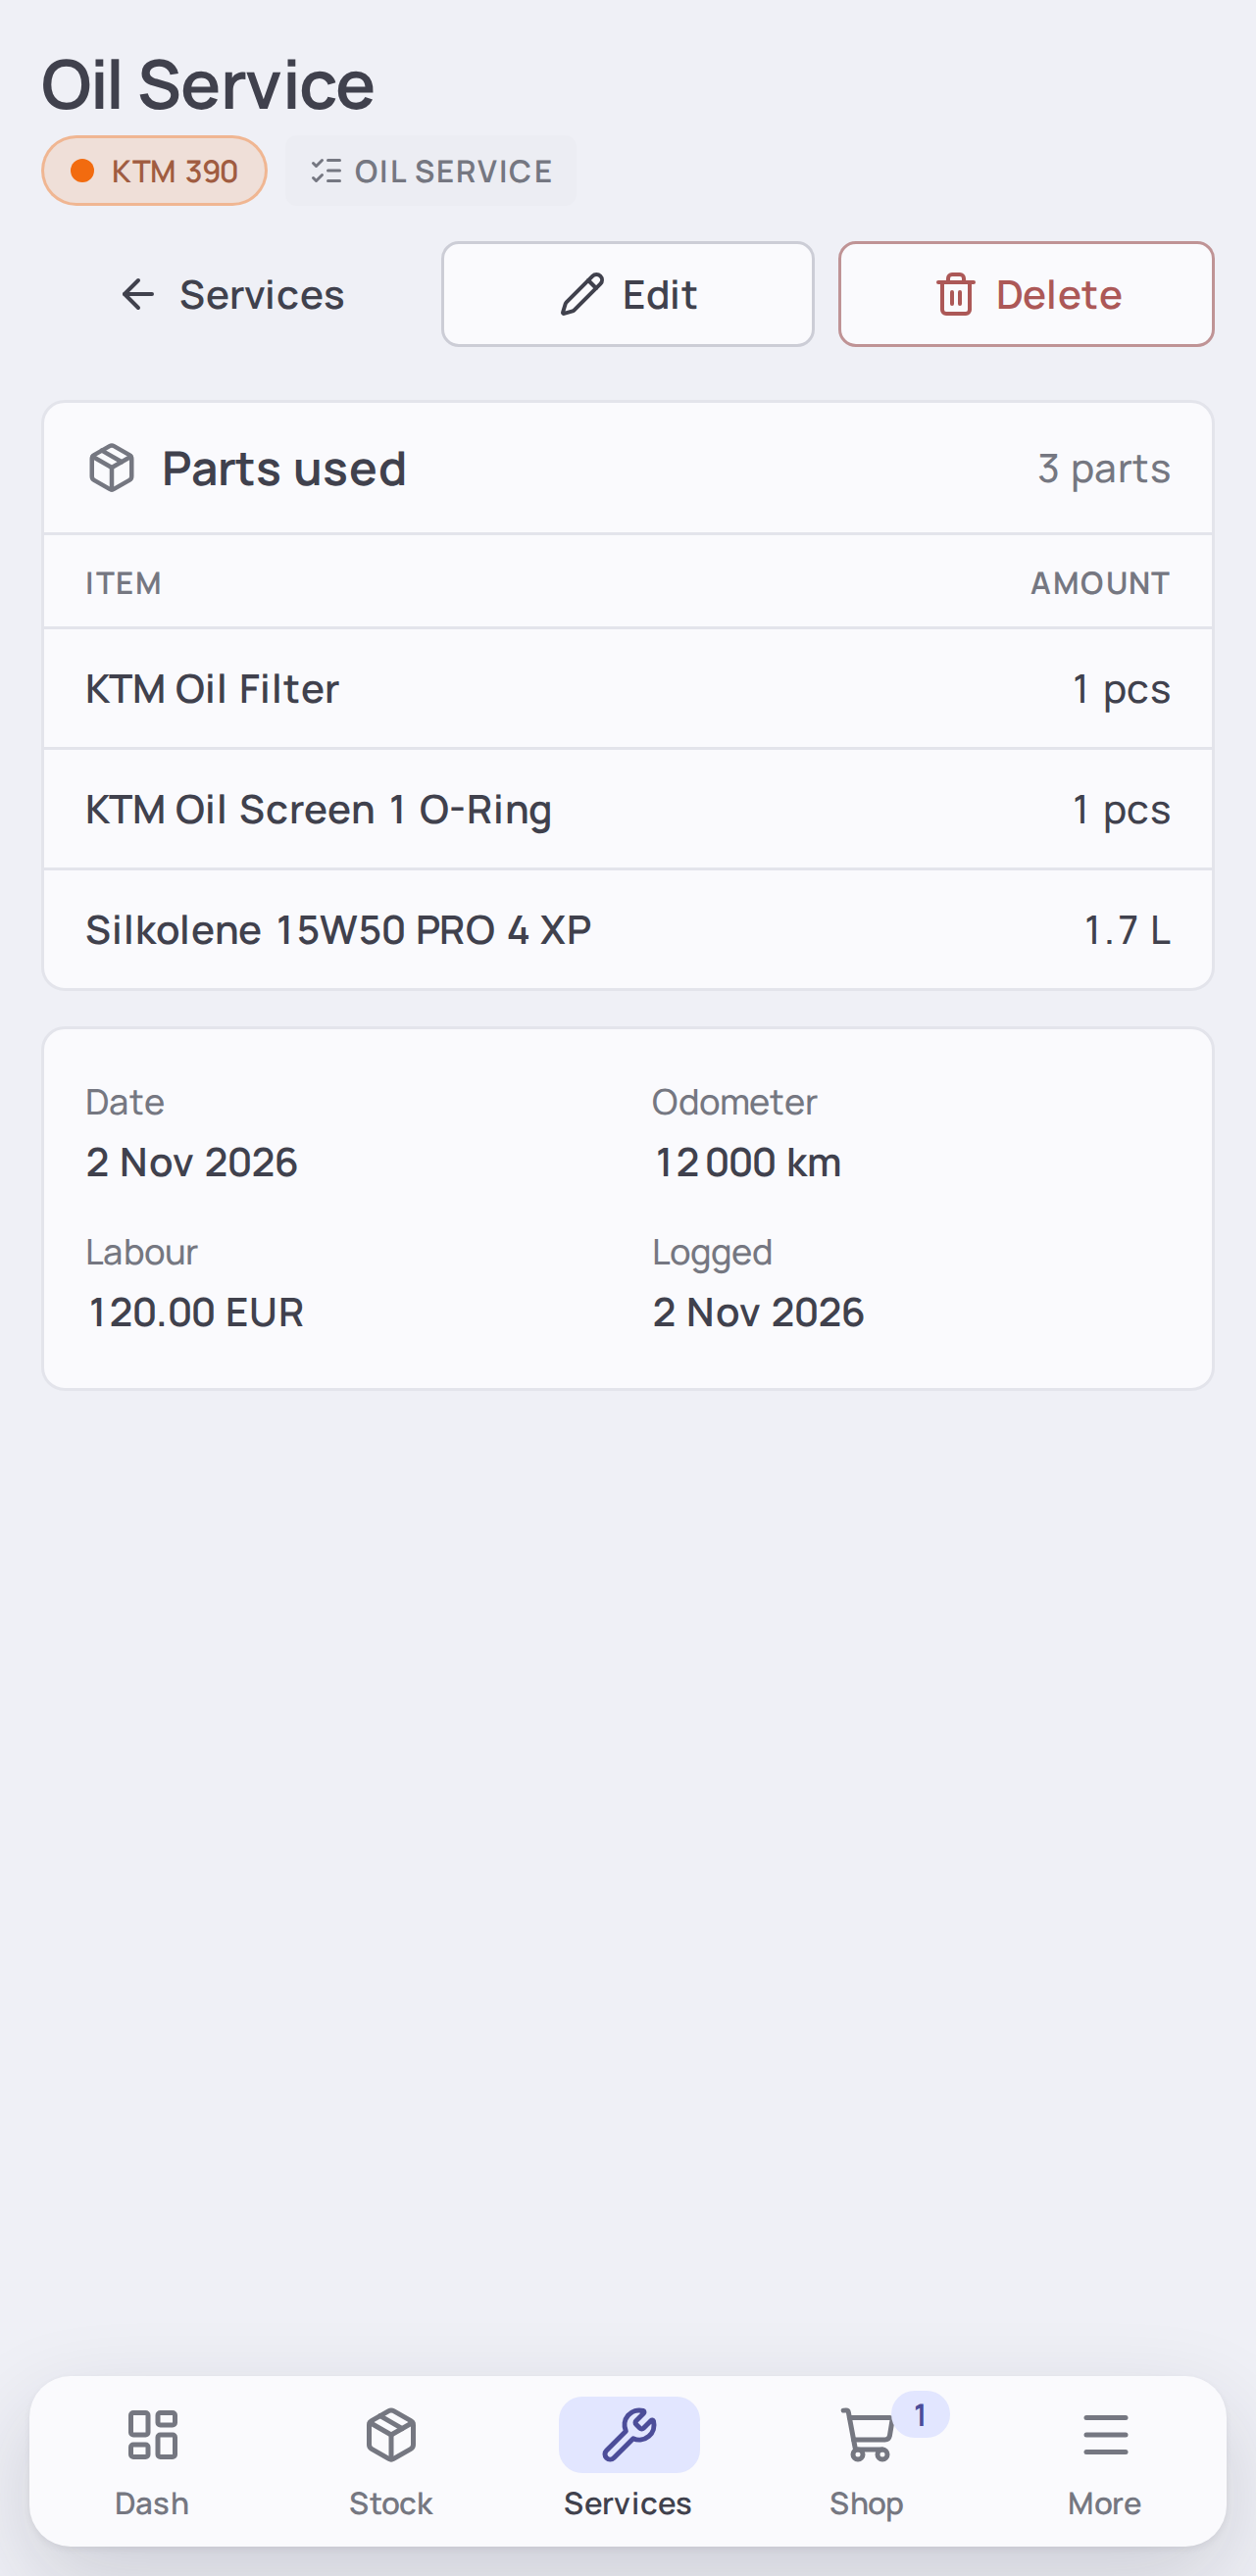 Oil Service
KTM 390 OIL SERVICE
Services Edit Delete
Parts used 3 parts
ITEM AMOUNT
KTM Oil Filter 1 pcs
KTM Oil Screen 1 O-Ring 1 pcs
Silkolene 15W50 PRO 4 XP 1.7 L
Date Odometer
2 Nov 2026 12 000 km
Labour Logged
120.00 EUR 2 Nov 2026
1
Dash Stock Services Shop More